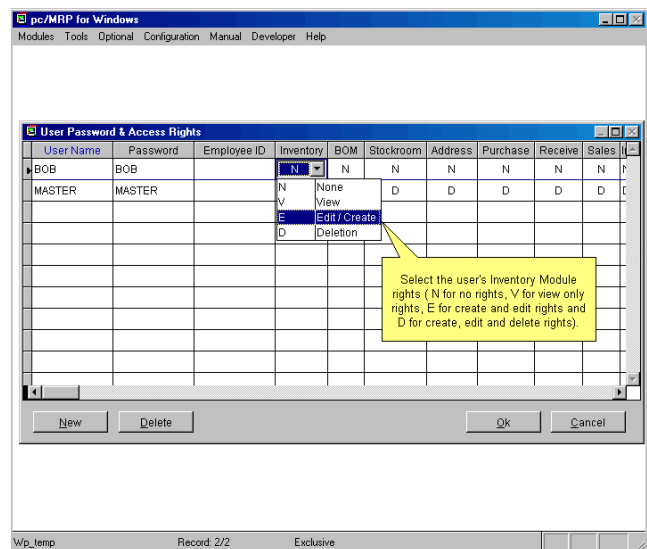 pc/MRP for Windows
Modules Tools Optional Configuration Manual Developer Help
User Password & Access Rights
User Name Password Employee ID Inventory BOM Stockroom Address Purchase Receive Sales
BOB BOB N N N N N N N
MASTER MASTER D D D D D
N None
V View
E Edit / Create
D Deletion
Select the user's Inventory Module
rights ( N for no rights, V for view only
rights, E for create and edit rights and
D for create, edit and delete rights).
New Delete Ok Cancel
Wp_temp Record: 2/2 Exclusive